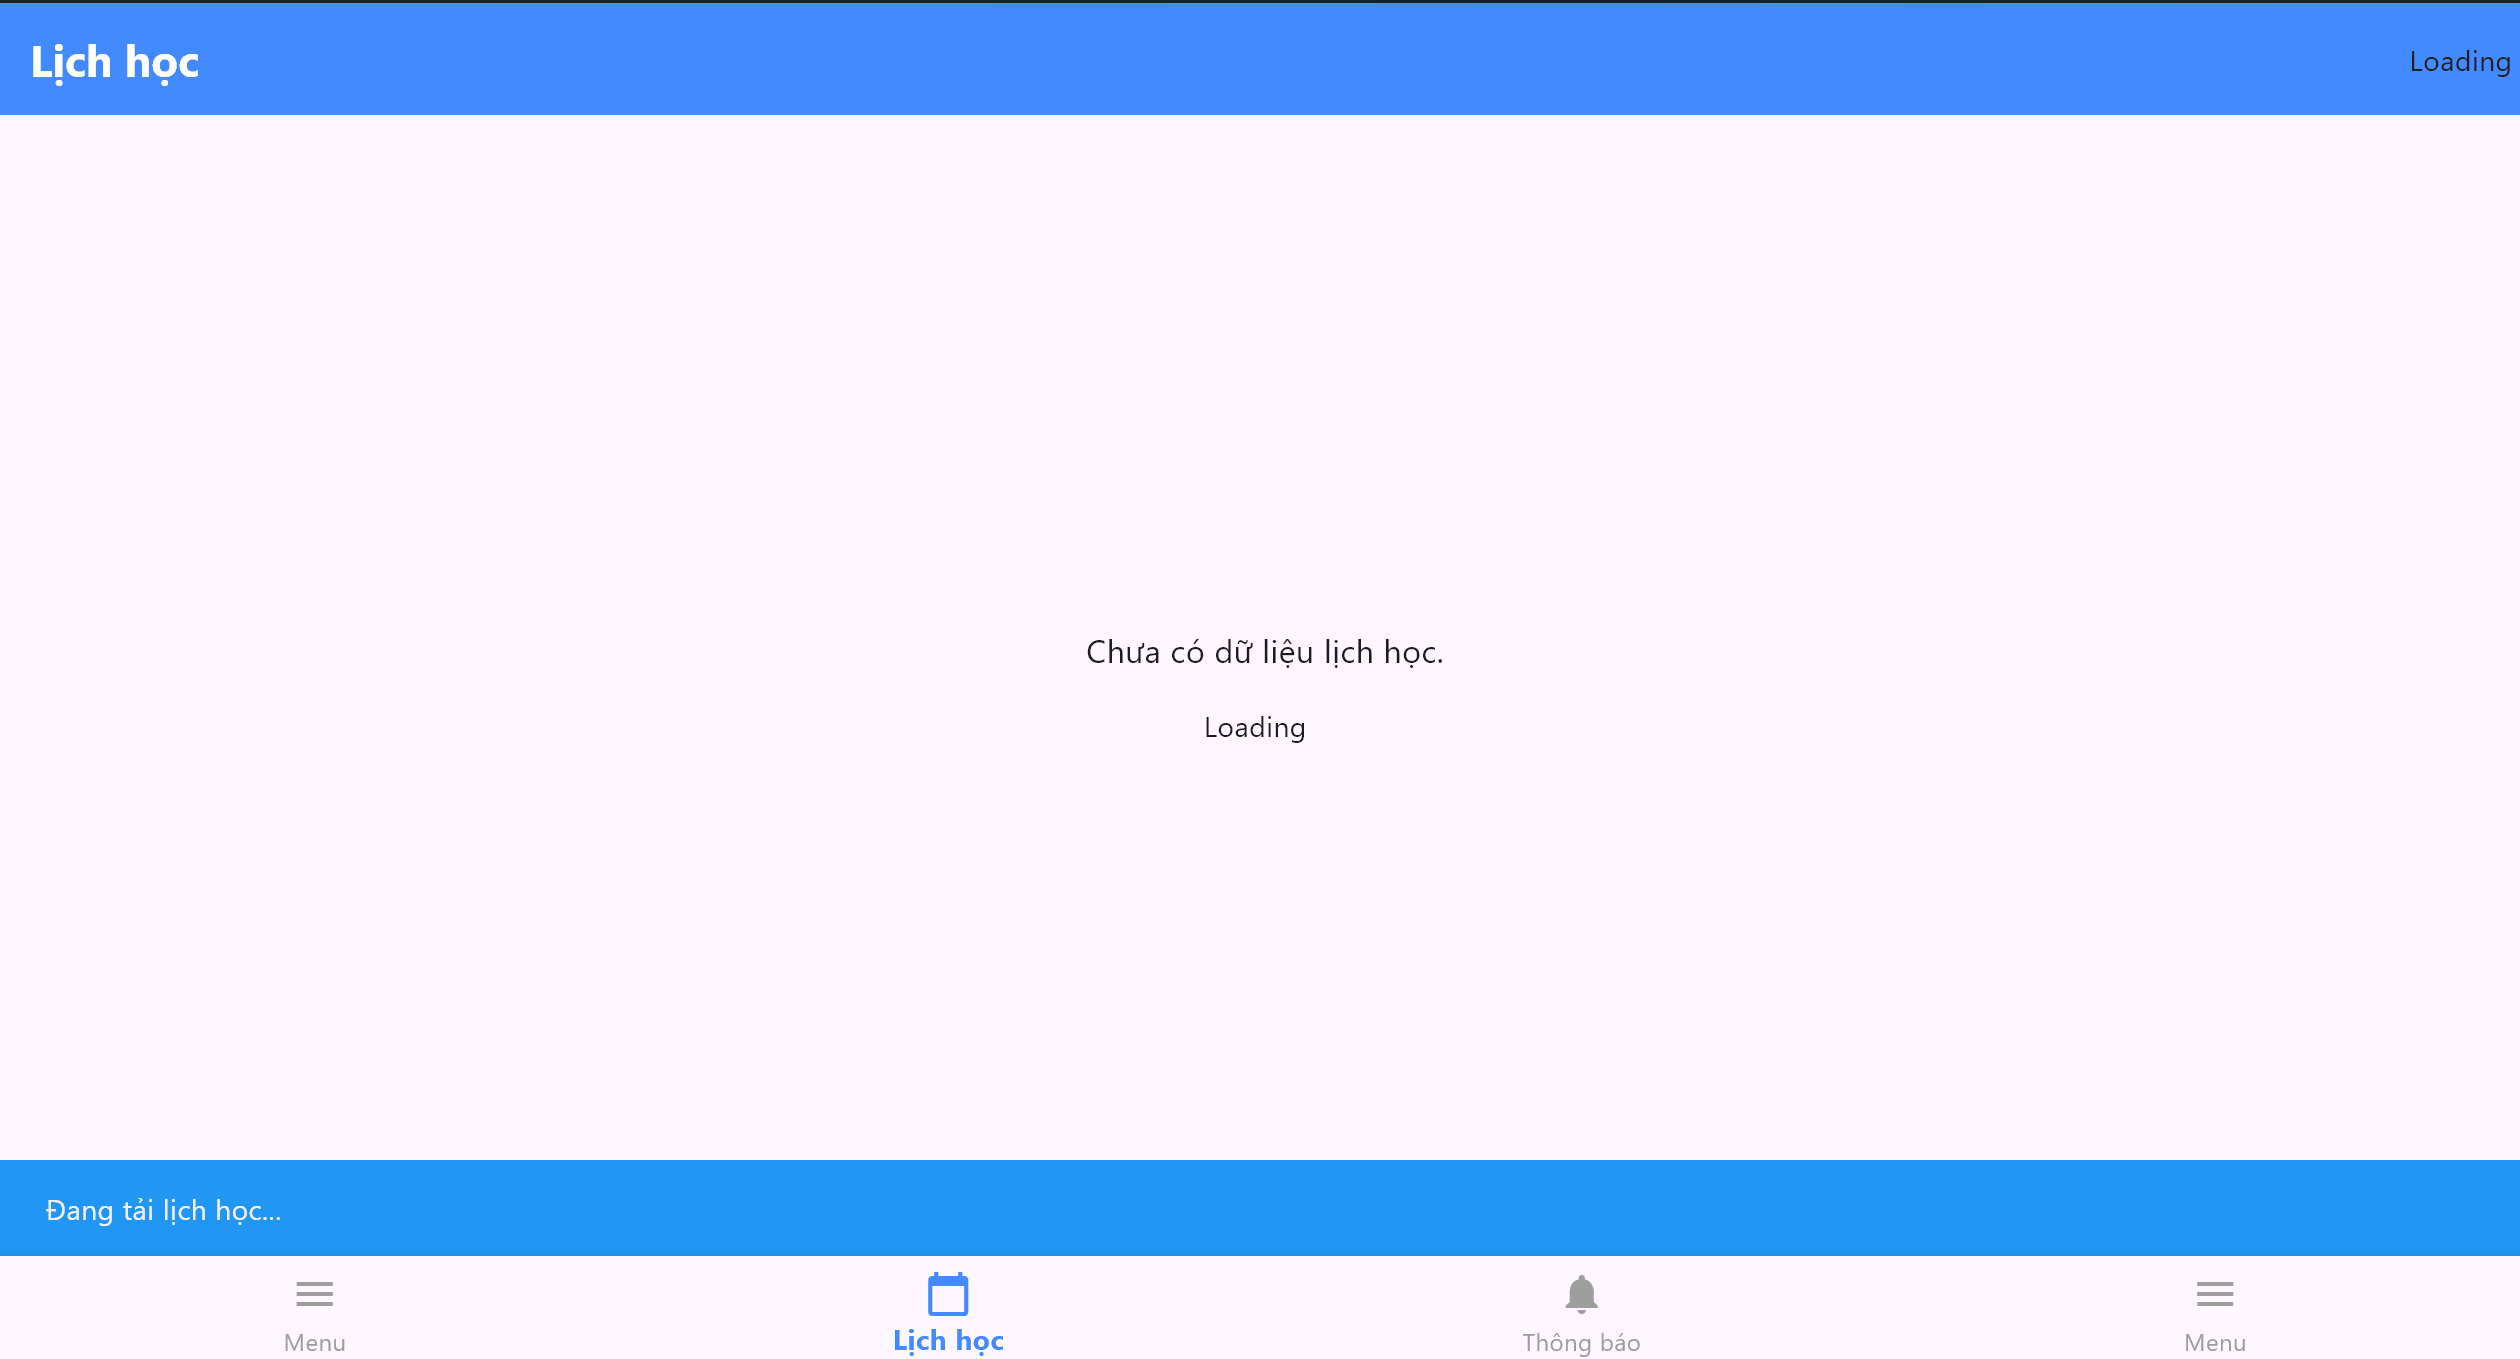 Lịch học
Loading
Chưa có dữ liệu lịch học.
Loading
Đang tải lịch học...
Menu
Lịch học
Thông báo
Menu